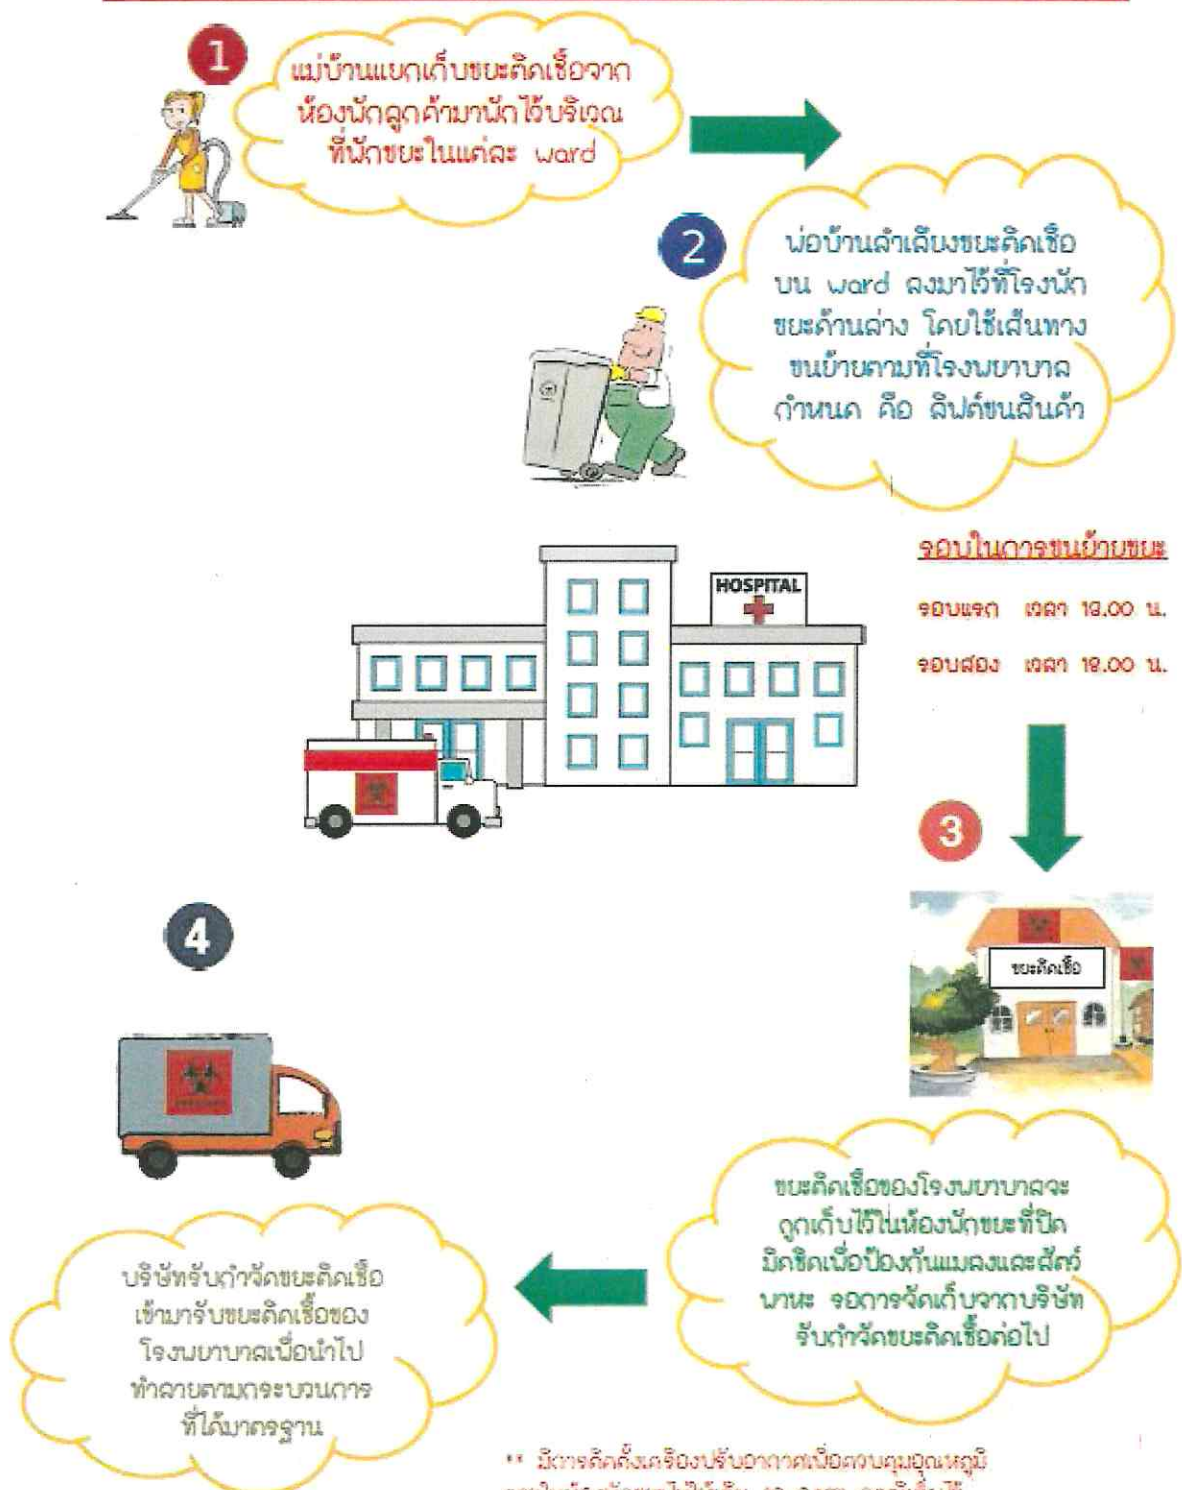 1
แม่บ้านแยกเก็บขยะติดเชื้อจาก
ห้องพักลูกค้ามาพักไว้บริเวณ
ที่พักขยะในแต่ละ ward
2
พ่อบ้านลำเลียงขยะติดเชื้อ
บน ward ลงมาไว้ที่โรงพัก
ขยะด้านล่าง โดยใช้เส้นทาง
ขนย้ายตามที่โรงพยาบาล
กำหนด คือ ลิฟต์ขนสินค้า
รอบในการขนย้ายขยะ
รอบแรก เวลา น.
รอบสอง เวลา น.
HOSPITAL
3
ขยะติดเชื้อ
ขยะติดเชื้อของโรงพยาบาลจะ
ถูกเก็บไว้ในห้องพักขยะที่ปิด
มิดชิดเพื่อป้องกันแมลงและสัตว์
พาหะ รอการจัดเก็บจากบริษัท
รับกำจัดขยะติดเชื้อต่อไป
4
บริษัทรับกำจัดขยะติดเชื้อ
เข้ามารับขยะติดเชื้อของ
โรงพยาบาลเพื่อนำไป
ทำลายตามกระบวนการ
ที่ได้มาตรฐาน
** มีการติดตั้งเครื่องปรับอากาศเพื่อควบคุมอุณหภูมิ